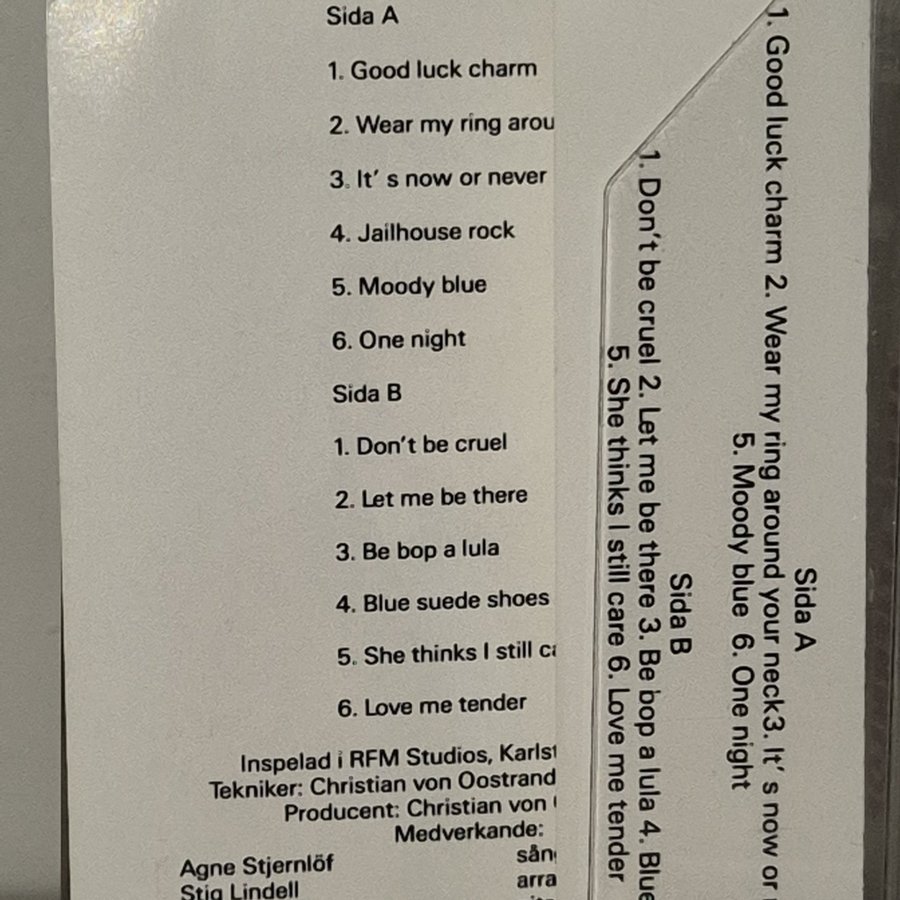 Sida A
1. Good luck charm
2. Wear my ring arou
3. It' s now or never
4. Jailhouse rock
5. Moody blue
6. One night
Sida B
1. Don't be cruel
2. Let me be there
3. Be bop a lula
4. Blue suede shoes
5. She thinks I still ca
6. Love me tender
Inspelad i RFM Studios, Karlst
Tekniker: Christian von Oostrand
Producent: Christian von
Medverkande:
Agne Stjernlöf sån
Stig Lindell arra
Sida A
1. Good luck charm 2. Wear my ring around your neck3. It' s now or
5. Moody blue 6. One night
Sida B
1. Don't be cruel 2. Let me be there 3. Be bop a lula 4. Blue
5. She thinks I still care 6. Love me tender